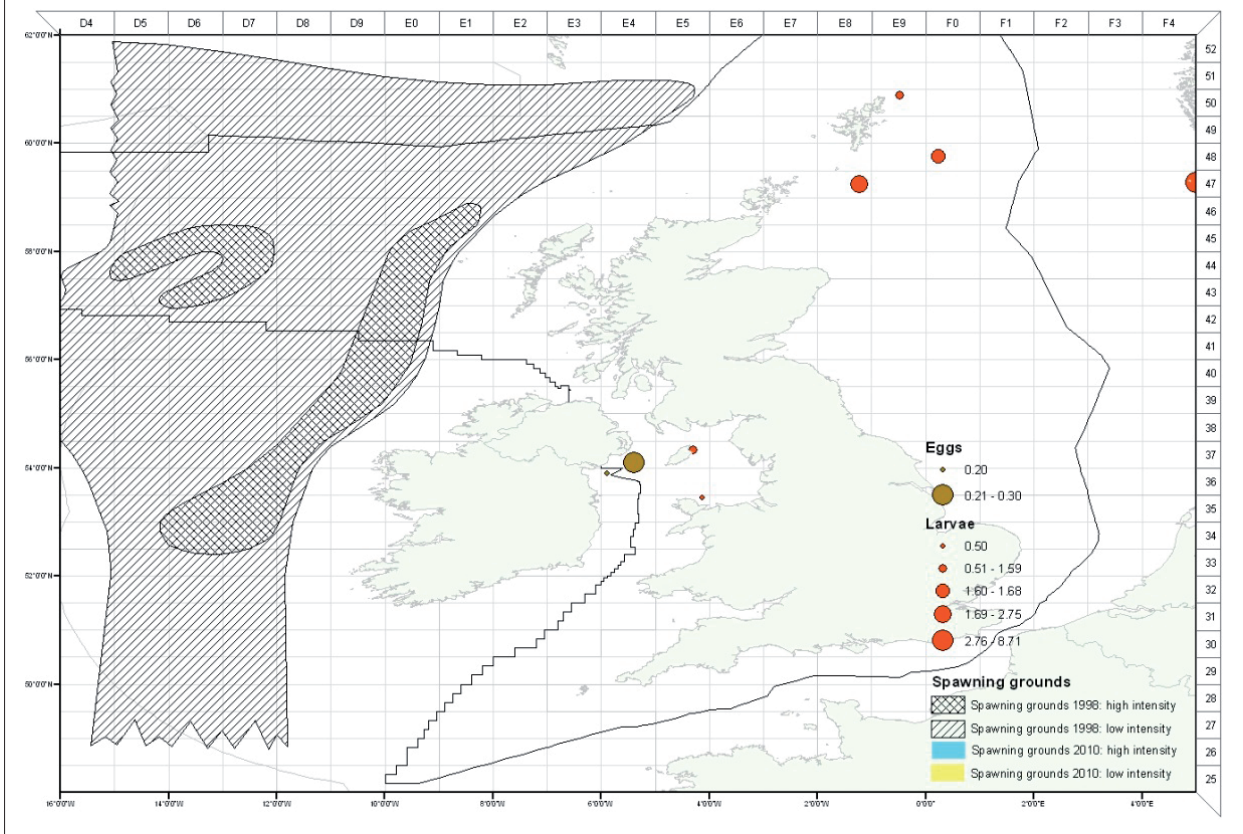 D4 D5 D6 D7 D8 D9 E0 E1 E2 E3 E4 E5 E6 E7 E8 E9 F0 F1 F2 F3 F4
62°0'0"N
60°0'0"N
58°0'0"N
56°0'0"N
54°0'0"N
52°0'0"N
50°0'0"N
52
51
50
49
48
47
46
45
44
43
42
41
40
39
38
37
36
35
34
33
32
31
30
29
28
27
26
25
Eggs
0.20
0.21 - 0.30
Larvae
0.50
0.51 - 1.59
1.60 - 1.68
1.69 - 2.75
2.76 - 8.71
Spawning grounds
Spawning grounds 1998: high intensity
Spawning grounds 1998: low intensity
Spawning grounds 2010: high intensity
Spawning grounds 2010: low intensity
16°0'0"W 14°0'0"W 12°0'0"W 10°0'0"W 8°0'0"W 6°0'0"W 4°0'0"W 2°0'0"W 0°0'0" 2°0'0"E 4°0'0"E